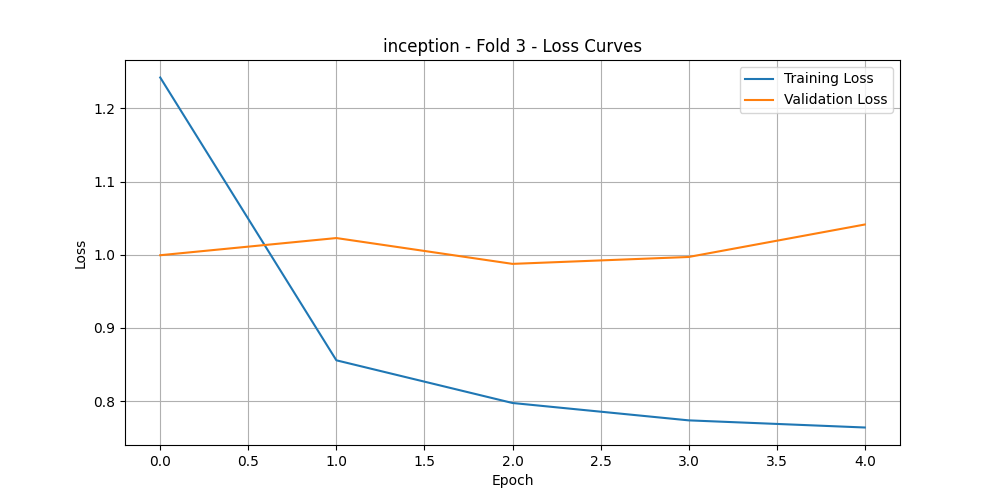 inception - Fold 3 - Loss Curves
Training Loss
Validation Loss
Loss
1.2
1.1
1.0
0.9
0.8
0.0 0.5 1.0 1.5 2.0 2.5 3.0 3.5 4.0
Epoch